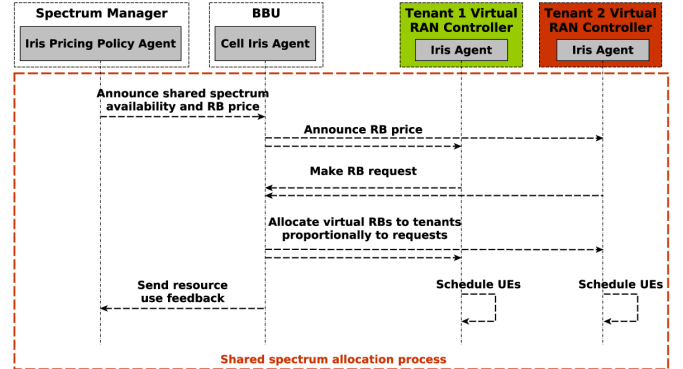 Spectrum Manager
Iris Pricing Policy Agent
BBU
Cell Iris Agent
Tenant 1 Virtual
RAN Controller
Iris Agent
Tenant 2 Virtual
RAN Controller
Iris Agent
Announce shared spectrum
availability and RB price
Announce RB price
Make RB request
Allocate virtual RBs to tenants
proportionally to requests
Send resource
use feedback
Schedule UEs
Schedule UEs
Shared spectrum allocation process